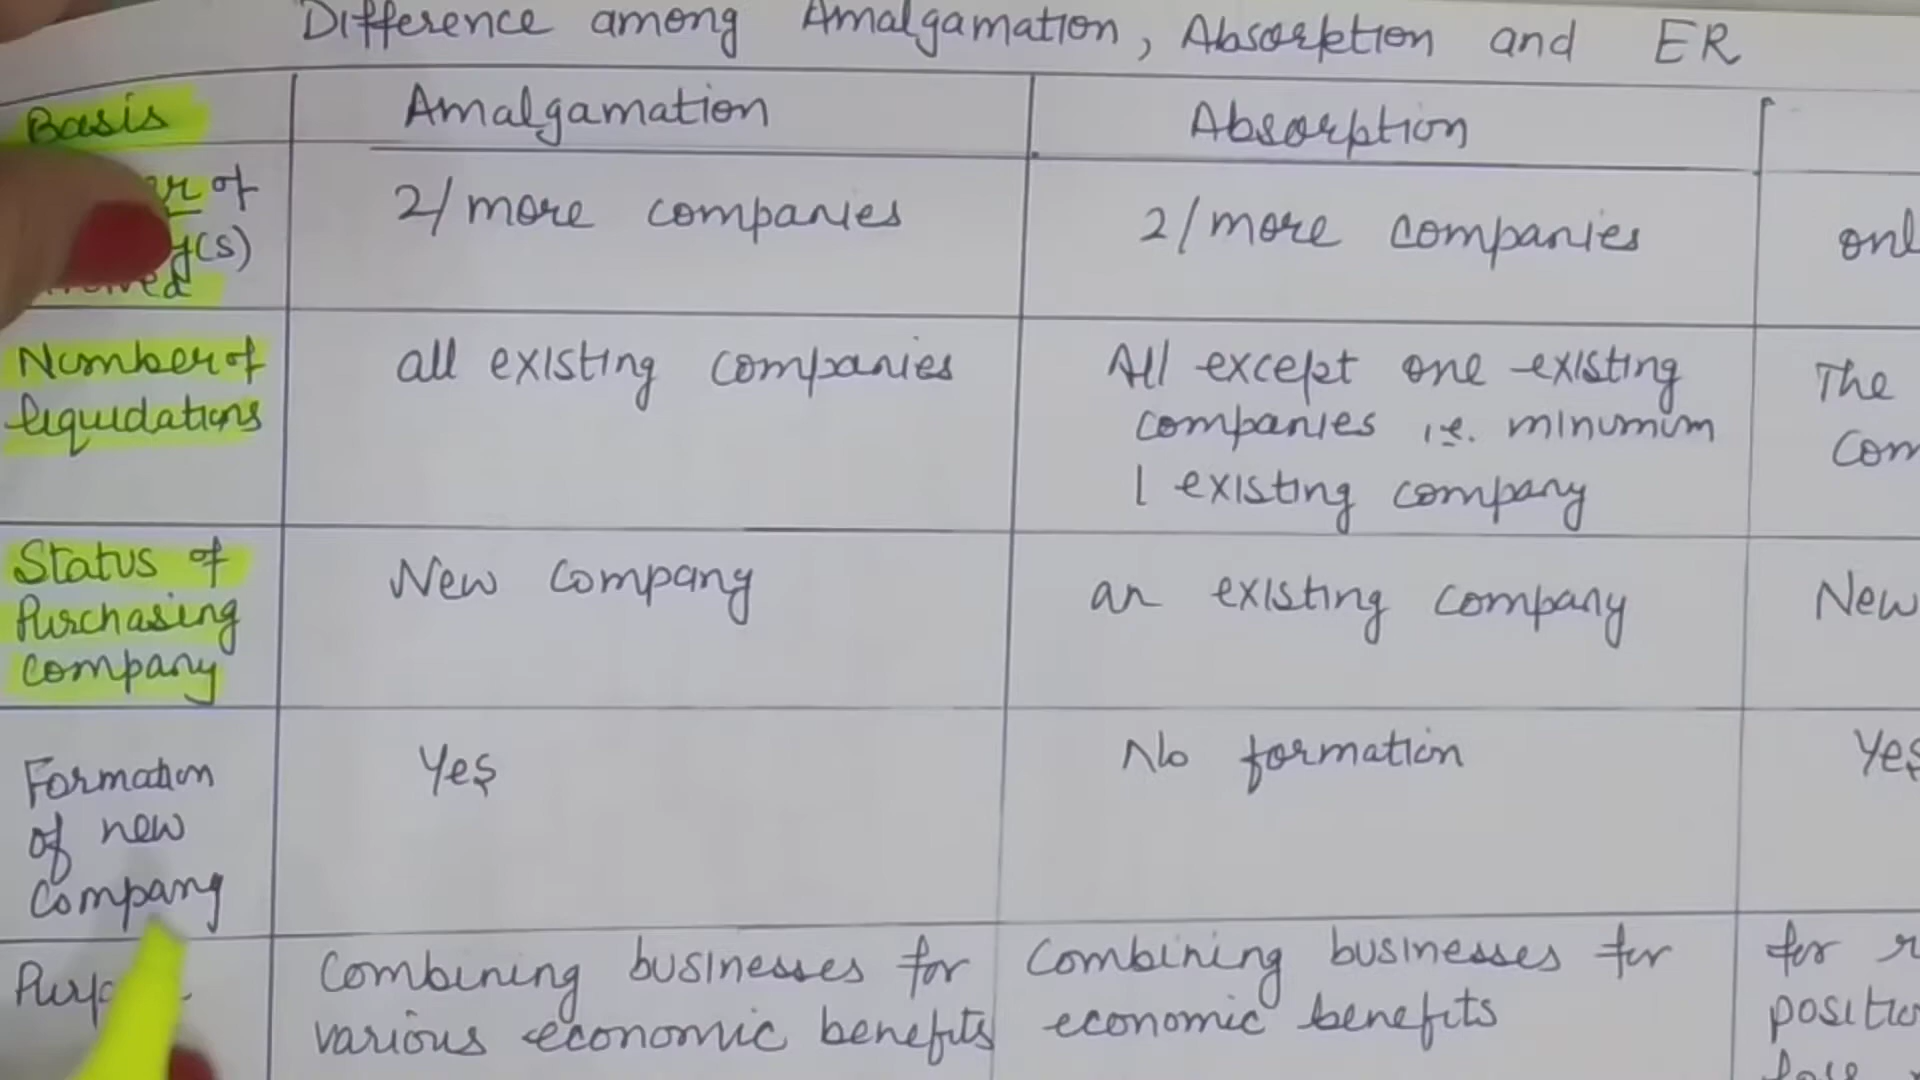 Difference among Amalgamation, Absorption and ER
Basis
Amalgamation
Absorption
of
2/more companies
2/more companies
Number of
liquidations
all existing companies
All except one existing
companies i.e. minimum
1 existing company
The
Status of
Purchasing
company
New company
an existing company
New
Formation
of new
Company
Yes
No formation
Yes
Combining businesses for
various economic benefits
Combining businesses for
economic benefits
for